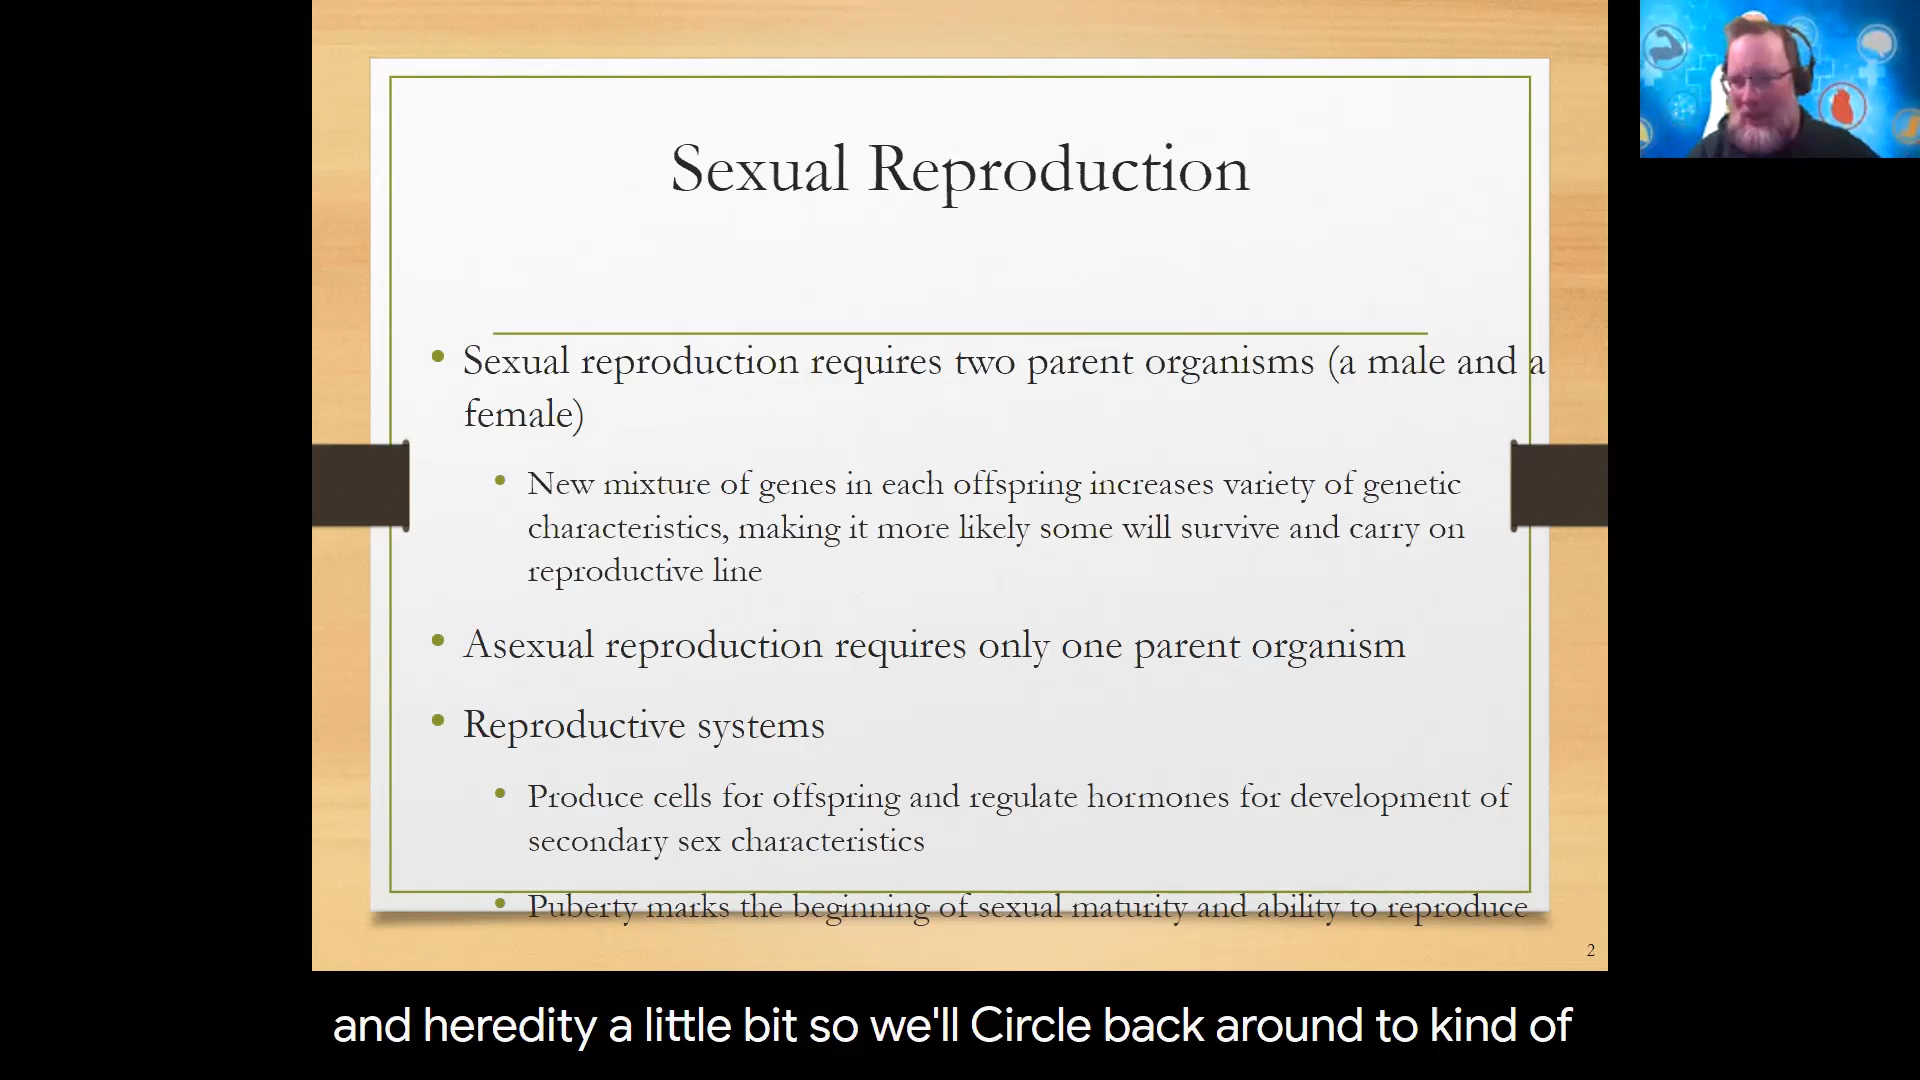 Sexual Reproduction
• Sexual reproduction requires two parent organisms (a male and a
female)
• New mixture of genes in each offspring increases variety of genetic
characteristics, making it more likely some will survive and carry on
reproductive line
• Asexual reproduction requires only one parent organism
• Reproductive systems
• Produce cells for offspring and regulate hormones for development of
secondary sex characteristics
• Puberty marks the beginning of sexual maturity and ability to reproduce
2
and heredity a little bit so we'll Circle back around to kind of